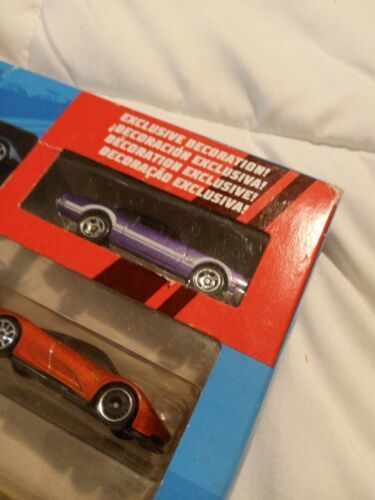 EXCLUSIVE DECORATION!
¡DECORACIÓN EXCLUSIVA!
DÉCORATION EXCLUSIVE!
DECORAÇÃO EXCLUSIVA!